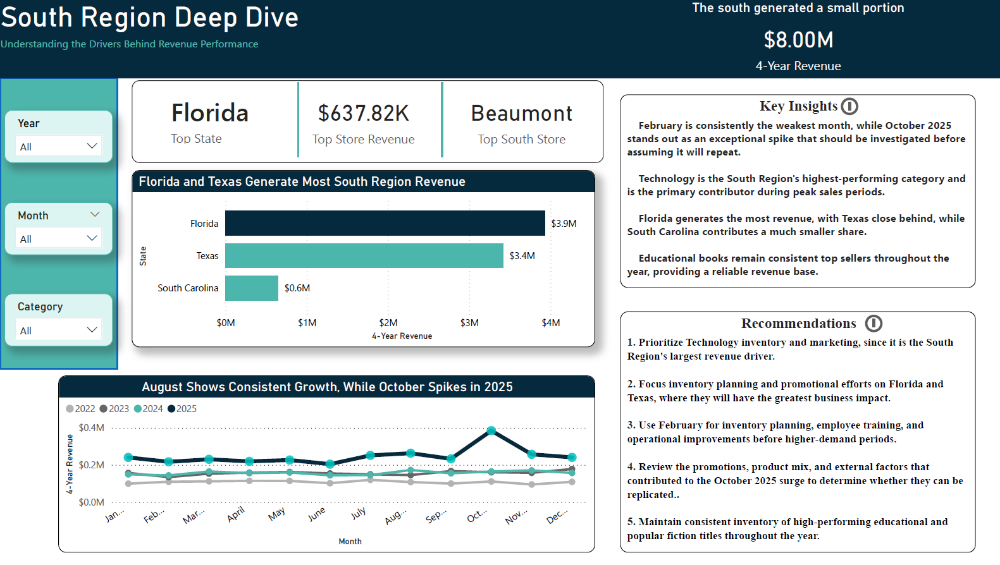 South Region Deep Dive
Understanding the Drivers Behind Revenue Performance
The south generated a small portion
$8.00M
4-Year Revenue
Year
All
Month
All
Category
All
Florida
Top State
$637.82K
Top Store Revenue
Beaumont
Top South Store
Florida and Texas Generate Most South Region Revenue
State
Florida
$3.9M
Texas
$3.4M
South Carolina
$0.6M
$0M
$1M
$2M
$3M
$4M
4-Year Revenue
August Shows Consistent Growth, While October Spikes in 2025
2022
2023
2024
2025
4-Year Revenue
$0.4M
$0.2M
$0.0M
Jan...
Feb...
Mar...
April
May
June
July
Aug...
Sep...
Oct...
Nov...
Dec...
Month
Key Insights
February is consistently the weakest month, while October 2025
stands out as an exceptional spike that should be investigated before
assuming it will repeat.
Technology is the South Region's highest-performing category and
is the primary contributor during peak sales periods.
Florida generates the most revenue, with Texas close behind, while
South Carolina contributes a much smaller share.
Educational books remain consistent top sellers throughout the
year, providing a reliable revenue base.
Recommendations
1. Prioritize Technology inventory and marketing, since it is the South
Region's largest revenue driver.
2. Focus inventory planning and promotional efforts on Florida and
Texas, where they will have the greatest business impact.
3. Use February for inventory planning, employee training, and
operational improvements before higher-demand periods.
4. Review the promotions, product mix, and external factors that
contributed to the October 2025 surge to determine whether they can be
replicated..
5. Maintain consistent inventory of high-performing educational and
popular fiction titles throughout the year.